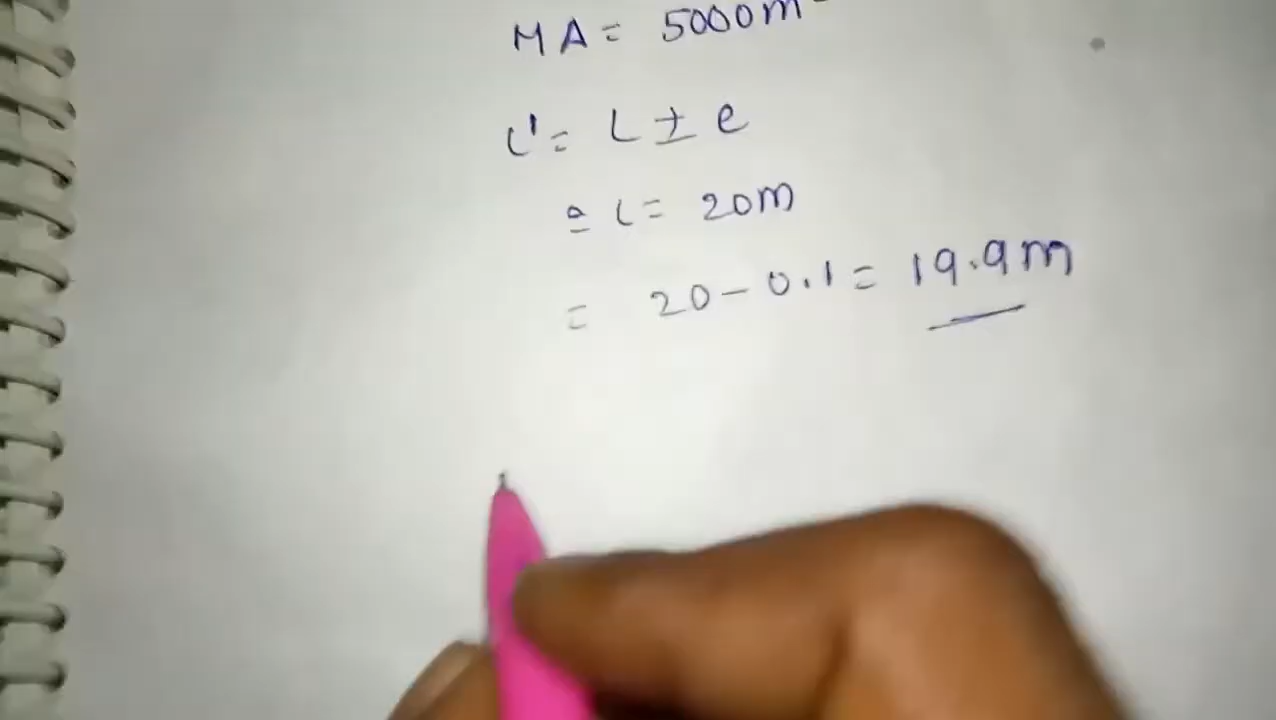 MA = 5000m
L' = L ± e
L = 20m
= 20 - 0.1 = 19.9m